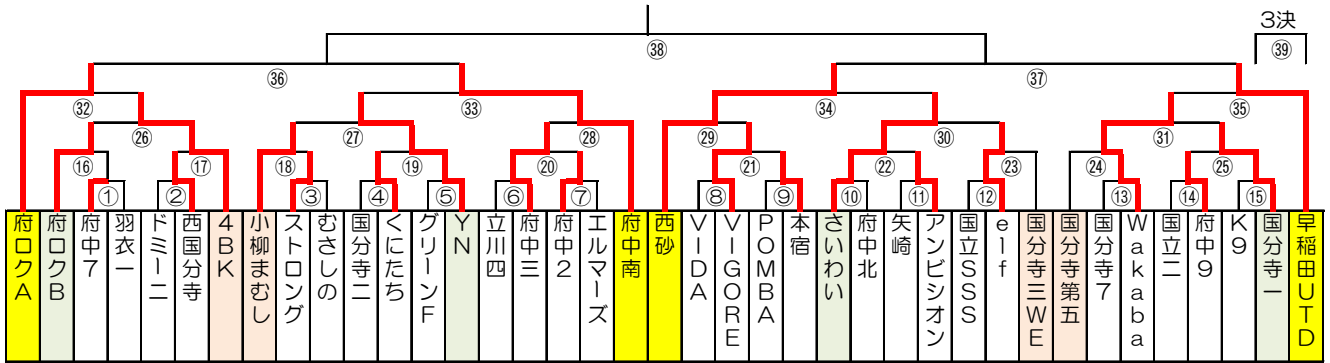 3決
㊳ ㊴
㊱ ㊲
㉜ ㉝ ㉞ ㉟
㉖ ㉗ ㉘ ㉙ ㉚ ㉛
⑯ ⑰ ⑱ ⑲ ⑳ ㉑ ㉒ ㉓ ㉔ ㉕
① ② ③ ④ ⑤ ⑥ ⑦ ⑧ ⑨ ⑩ ⑪ ⑫ ⑬ ⑭ ⑮
府ロクA
府ロクB
府中7
羽衣一
ドミーニ
西国分寺
4BK
小柳まむし
ストロング
むさしの
国分寺二
くにたち
グリーンF
YN
立川四
府中三
府中2
エルマーズ
府中南
西砂
VIDA
VIGORE
POMBA
本宿
さいわい
府中北
矢崎
アンビシオン
国立SSS
elf
国分寺三WE
国分寺第五
国分寺7
Wakaba
国立二
府中9
K9
国分寺一
早稲田UTD